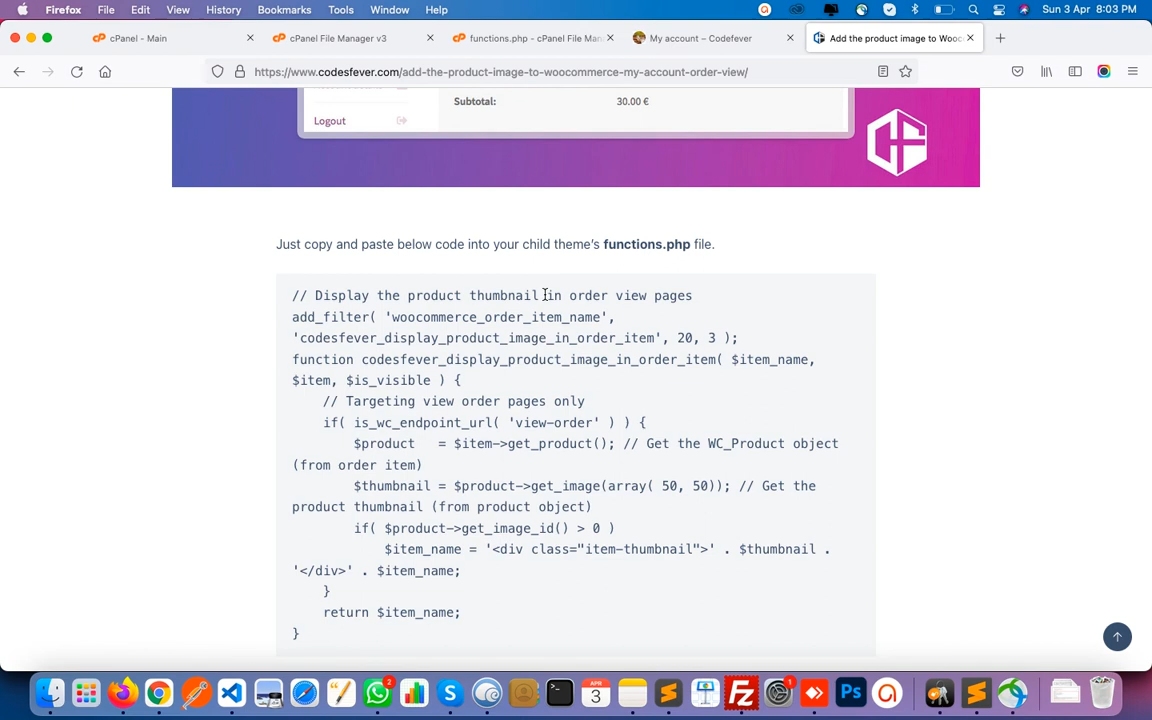 Firefox File Edit View History Bookmarks Tools Window Help Sun 3 Apr 8:03 PM
cPanel - Main
cPanel File Manager v3
functions.php - cPanel File Man
My account – Codefever
Add the product image to Wooc
https://www.codesfever.com/add-the-product-image-to-woocommerce-my-account-order-view/
Subtotal: 30.00 €
Logout
Just copy and paste below code into your child theme's functions.php file.
// Display the product thumbnail in order view pages
add_filter( 'woocommerce_order_item_name',
'codesfever_display_product_image_in_order_item', 20, 3 );
function codesfever_display_product_image_in_order_item( $item_name,
$item, $is_visible ) {
// Targeting view order pages only
if( is_wc_endpoint_url( 'view-order' ) ) {
$product   = $item->get_product(); // Get the WC_Product object
(from order item)
$thumbnail = $product->get_image(array( 50, 50)); // Get the
product thumbnail (from product object)
if( $product->get_image_id() > 0 )
$item_name = '<div class="item-thumbnail">' . $thumbnail .
'</div>' . $item_name;
}
return $item_name;
}